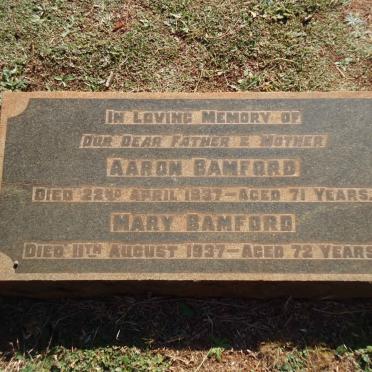 In Loving Memory of
Our Dear Father & Mother
Aaron Bamford
Died 22nd April 1937–Aged 71 Years.
Mary Bamford
Died 11th August 1937–Aged 72 Years